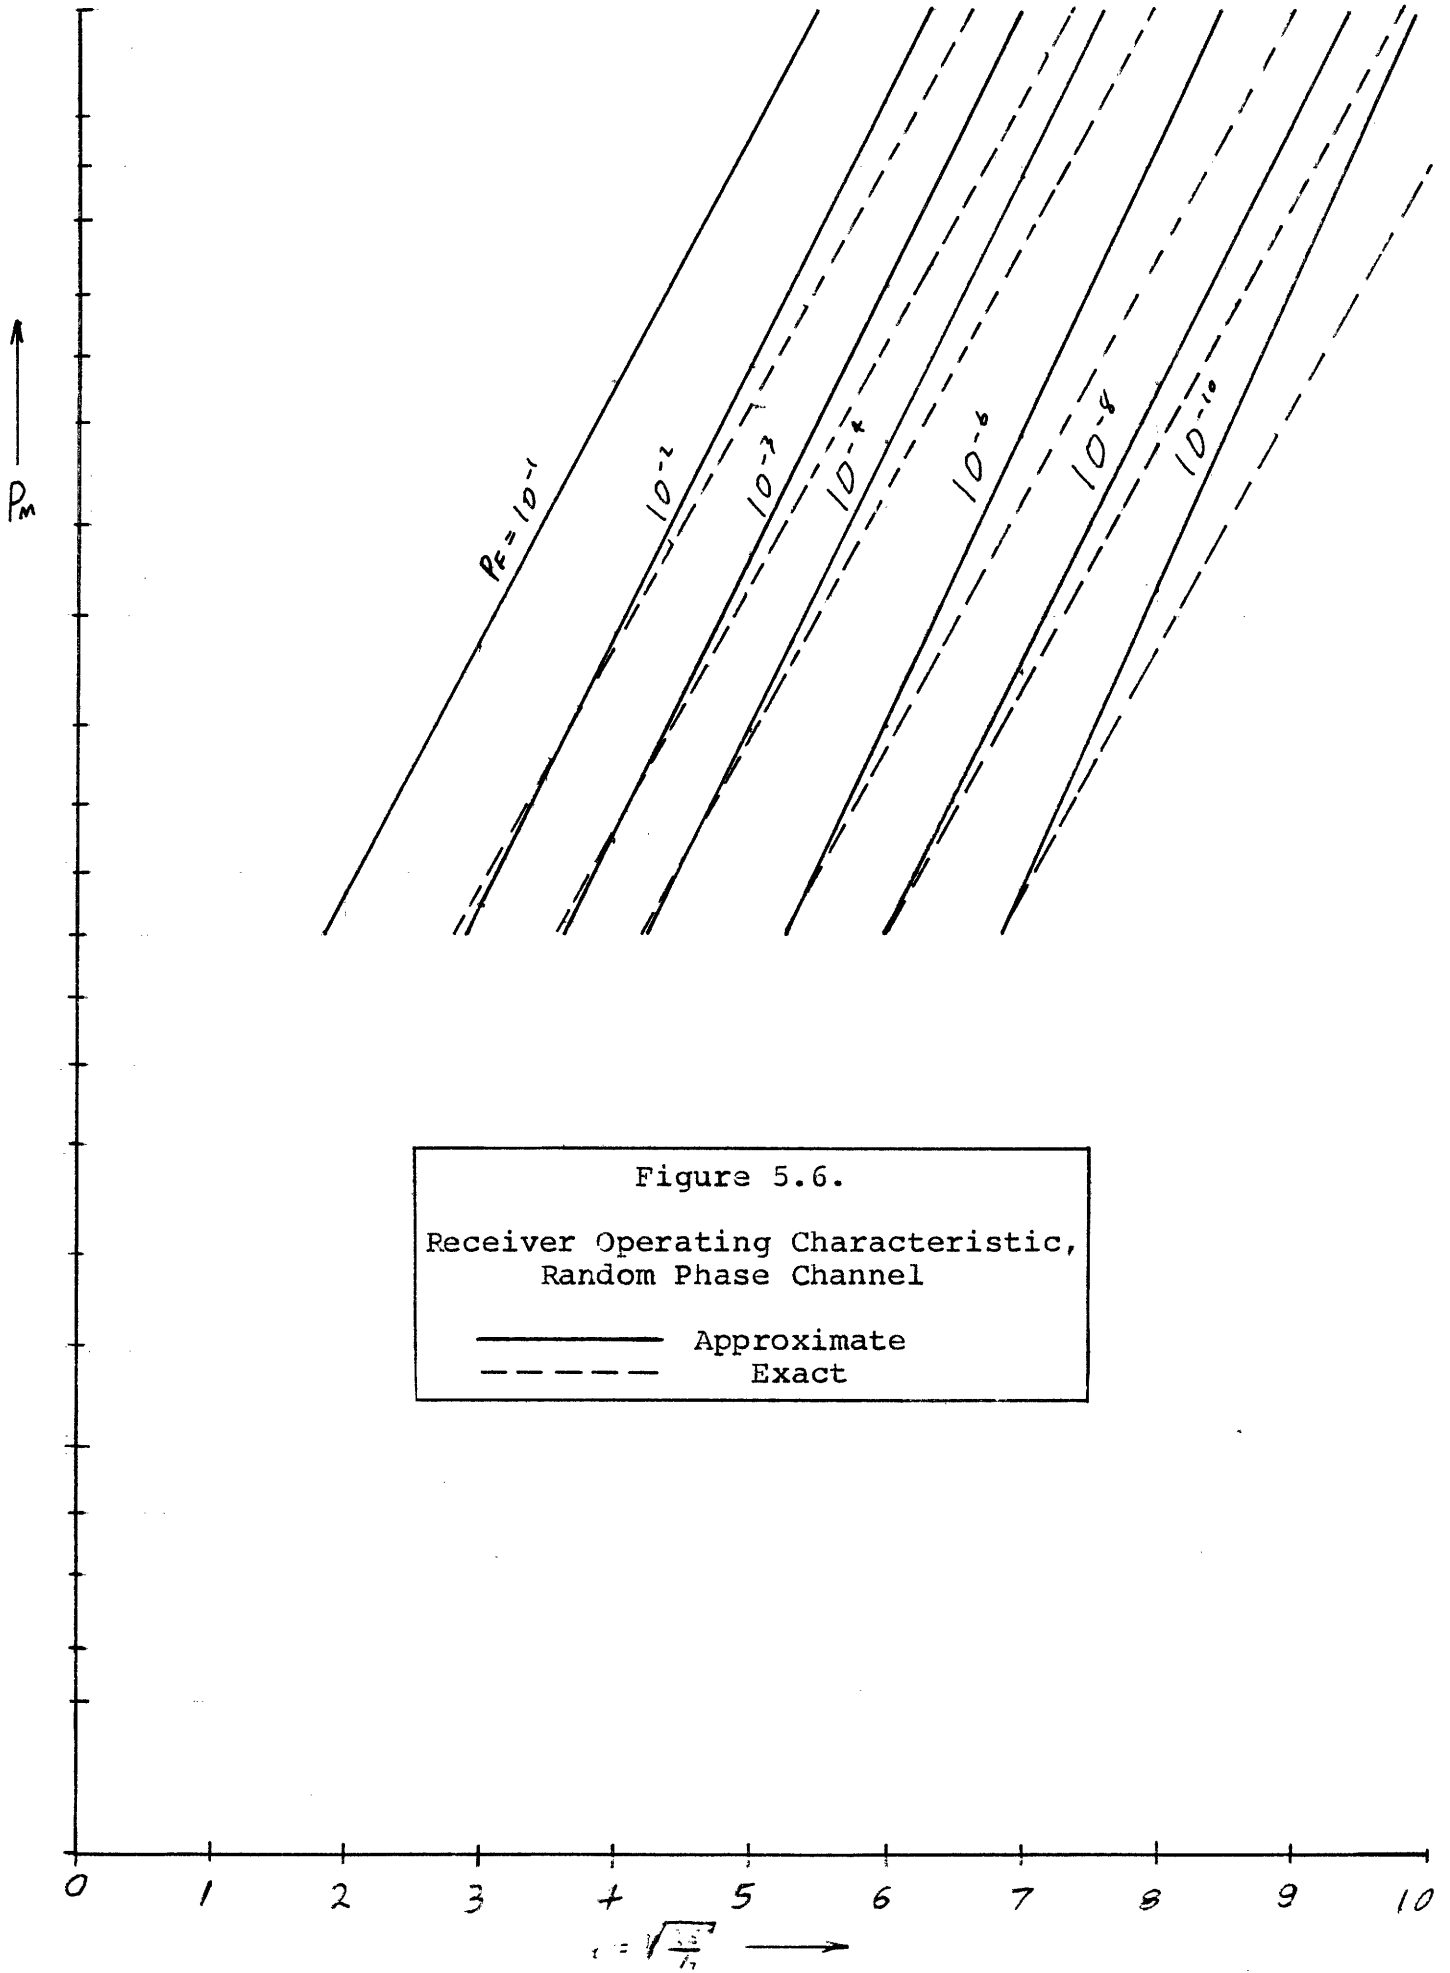 P_M
P_F = 10^-1
10^-2
10^-3
10^-4
10^-6
10^-8
10^-10
Figure 5.6.
Receiver Operating Characteristic,
Random Phase Channel
Approximate
Exact
0 1 2 3 4 5 6 7 8 9 10